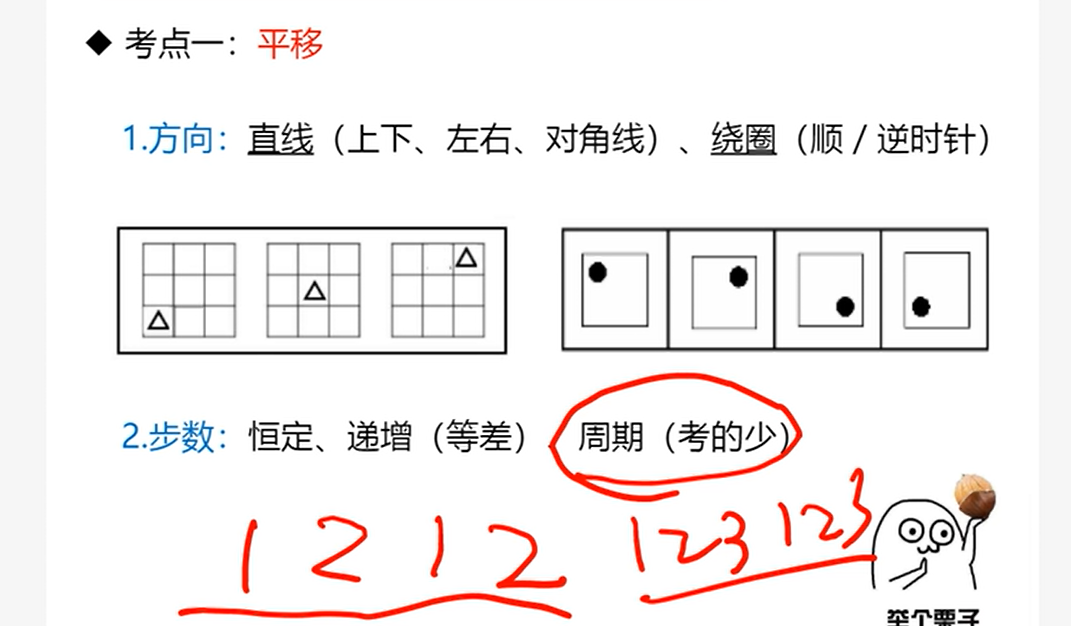 ◆ 考点一：平移
1.方向：直线（上下、左右、对角线）、绕圈（顺 / 逆时针）
2.步数：恒定、递增（等差） 周期（考的少）
1 2 1 2 123 123
举个栗子